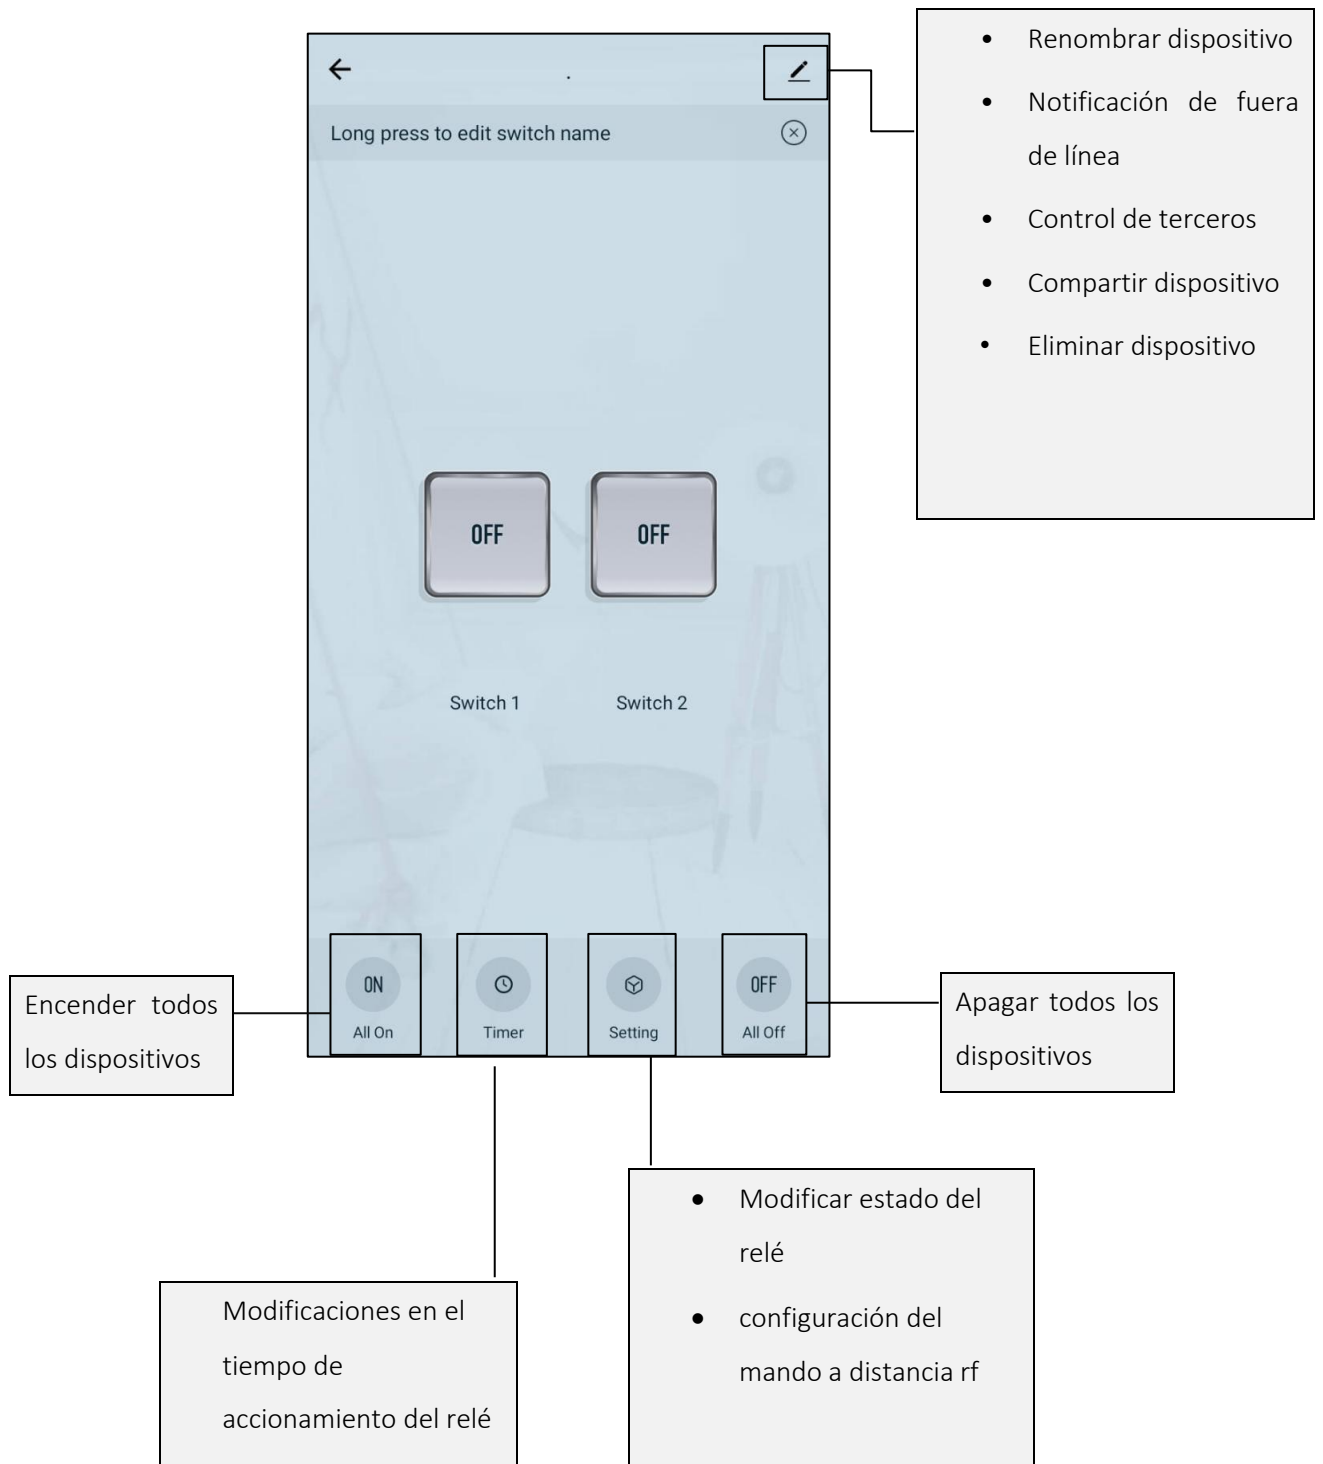 Renombrar dispositivo
Notificación de fuera
de línea
Control de terceros
Compartir dispositivo
Eliminar dispositivo
.
Long press to edit switch name
OFF
OFF
Switch 1
Switch 2
ON
All On
Timer
Setting
OFF
All Off
Encender todos
los dispositivos
Apagar todos los
dispositivos
Modificar estado del
relé
configuración del
mando a distancia rf
Modificaciones en el
tiempo de
accionamiento del relé